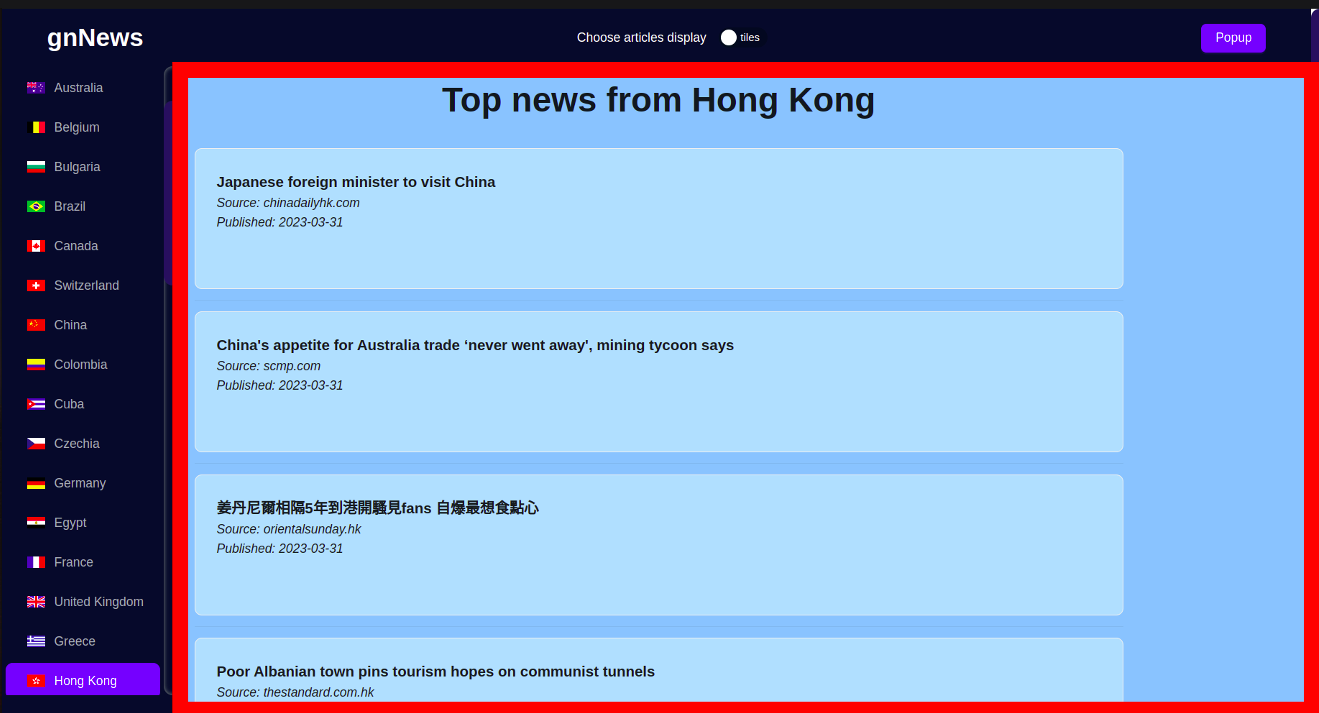 gnNews
Choose articles display
tiles
Popup
Australia
Belgium
Bulgaria
Brazil
Canada
Switzerland
China
Colombia
Cuba
Czechia
Germany
Egypt
France
United Kingdom
Greece
Hong Kong
Top news from Hong Kong
Japanese foreign minister to visit China
Source: chinadailyhk.com
Published: 2023-03-31
China's appetite for Australia trade ‘never went away’, mining tycoon says
Source: scmp.com
Published: 2023-03-31
姜丹尼爾相隔5年到港開騷見fans 自爆最想食點心
Source: orientalsunday.hk
Published: 2023-03-31
Poor Albanian town pins tourism hopes on communist tunnels
Source: thestandard.com.hk